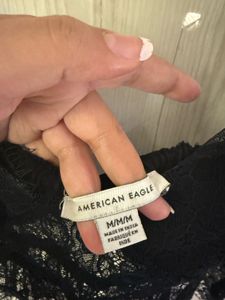 AMERICAN EAGLE
M/M/M
MADE IN INDIA
FABRIQUÉ EN
INDE